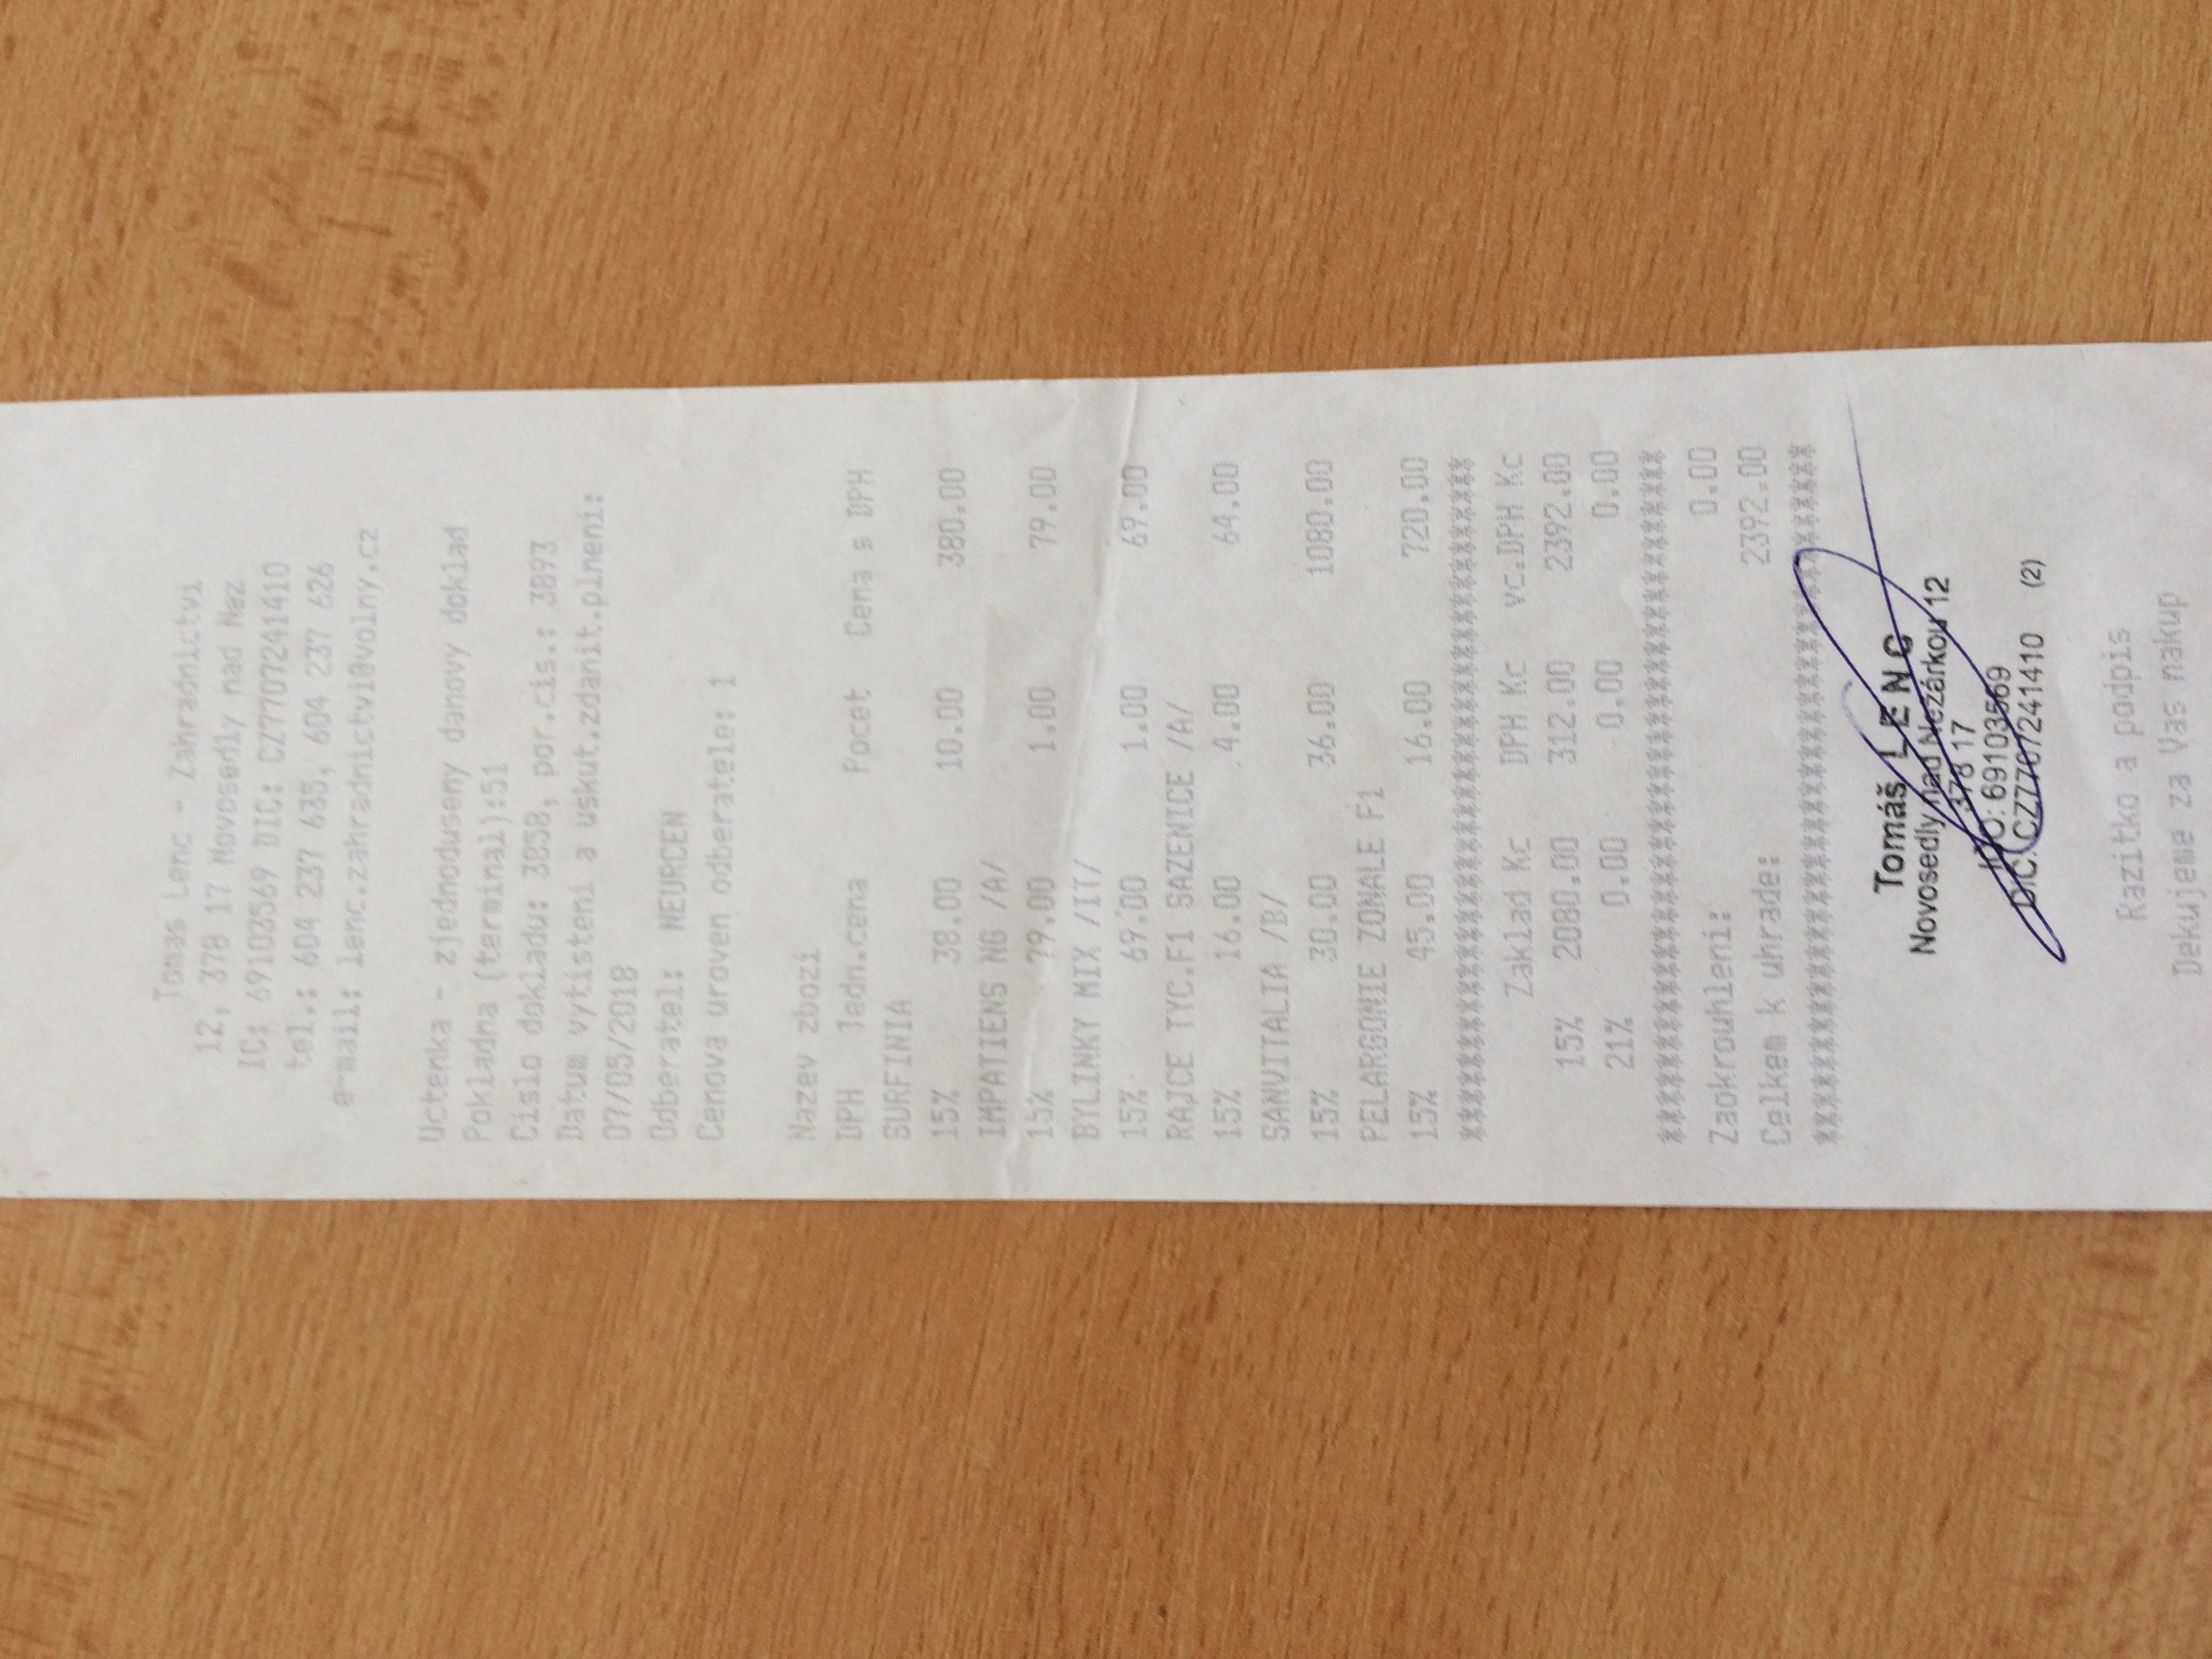 Tomas Lenc - Zahradnictvi
12, 378 17 Novosedly nad Nez
IC: 69103569 DIC: CZ7707241410
tel.: 604 237 635, 604 237 626
e-mail: lenc.zahradnictvi@volny.cz
Uctenka - zjednoduseny danovy doklad
Pokladna (terminal):51
Cislo dokladu: 3838, por.cis.: 3893
Datum vytisteni a uskut.zdanit.plneni:
07/05/2018
Odberatel: NEURCEN
Cenova uroven odberatele: 1
Nazev zbozi
DPH Jedn.cena Pocet Cena s DPH
SURFINIA
15% 38.00 10.00 380.00
IMPATIENS NG /A/
15% 79.00 1.00 79.00
BYLINKY MIX /IT/
15% 69.00 1.00 69.00
RAJCE TYC.F1 SAZENICE /A/
15% 16.00 4.00 64.00
SANVITALIA /B/
15% 30.00 36.00 1080.00
PELARGONIE ZONALE F1
15% 45.00 16.00 720.00
**************************************
Zaklad Kc DPH Kc vc.DPH Kc
15% 2080.00 312.00 2392.00
21% 0.00 0.00 0.00
**************************************
Zaokrouhleni: 0.00
Celkem k uhrade: 2392.00
**************************************
Tomáš LENC
Novosedly nad Nezárkou 12
378 17
IČO: 69103569
DIČ: CZ7707241410 (2)
Razitko a podpis
Dekujeme za Vas nakup